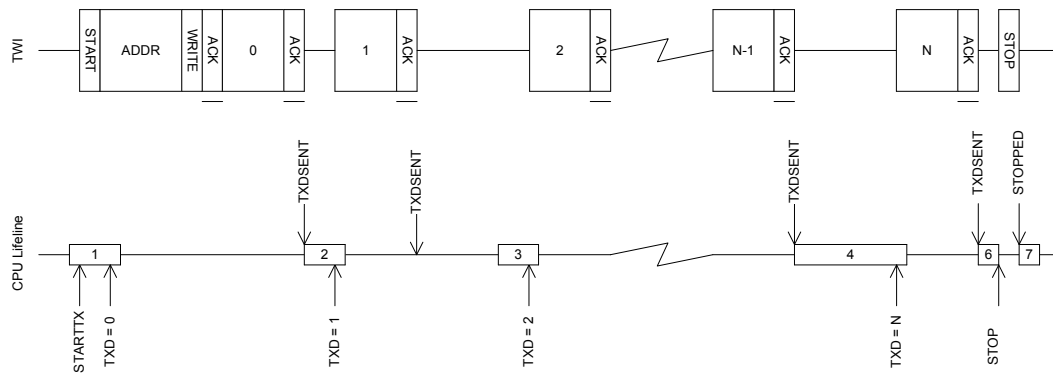 TWI
START
ADDR
WRITE
ACK
0
ACK
1
ACK
2
ACK
N-1
ACK
N
ACK
STOP
CPU Lifeline
TXDSENT
TXDSENT
TXDSENT
TXDSENT
STOPPED
1
2
3
4
6
7
STARTTX
TXD = 0
TXD = 1
TXD = 2
TXD = N
STOP